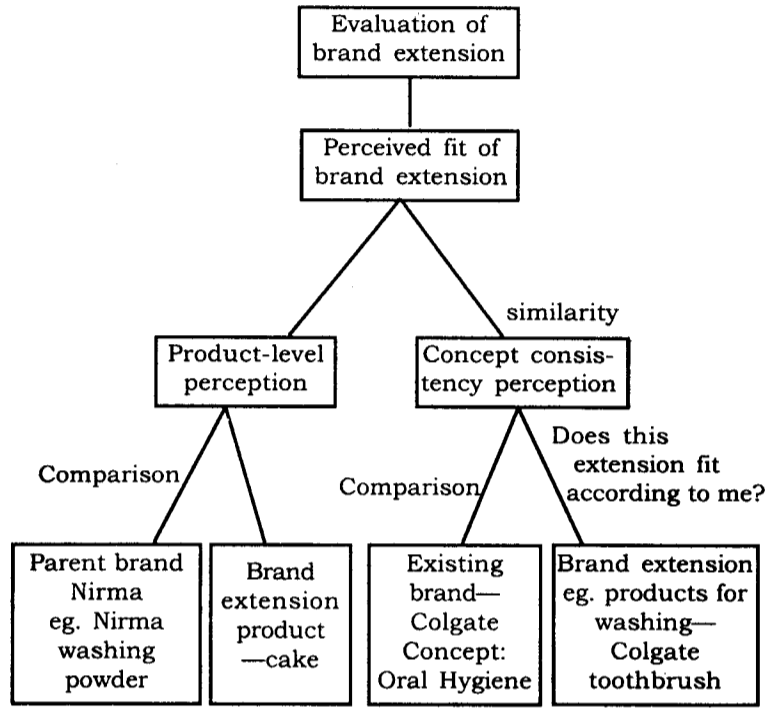 Evaluation of
brand extension
Perceived fit of
brand extension
similarity
Product-level
perception
Concept consis-
tency perception
Comparison
Comparison
Does this
extension fit
according to me?
Parent brand
Nirma
eg. Nirma
washing
powder
Brand
extension
product
—cake
Existing
brand—
Colgate
Concept:
Oral Hygiene
Brand extension
eg. products for
washing—
Colgate
toothbrush